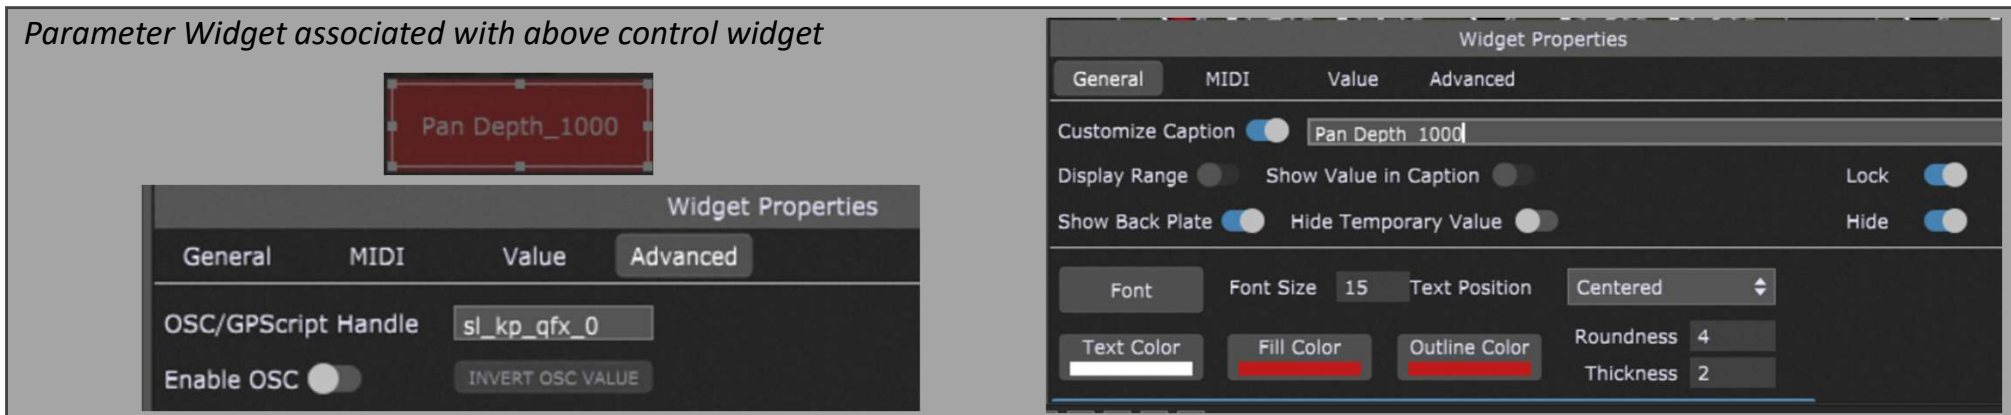 Parameter Widget associated with above control widget
Pan Depth_1000
Widget Properties
General MIDI Value Advanced
OSC/GPScript Handle sl_kp_qfx_0
Enable OSC INVERT OSC VALUE
Widget Properties
General MIDI Value Advanced
Customize Caption Pan Depth_1000
Display Range Show Value in Caption Lock
Show Back Plate Hide Temporary Value Hide
Font Font Size 15 Text Position Centered
Text Color Fill Color Outline Color Roundness 4
Thickness 2